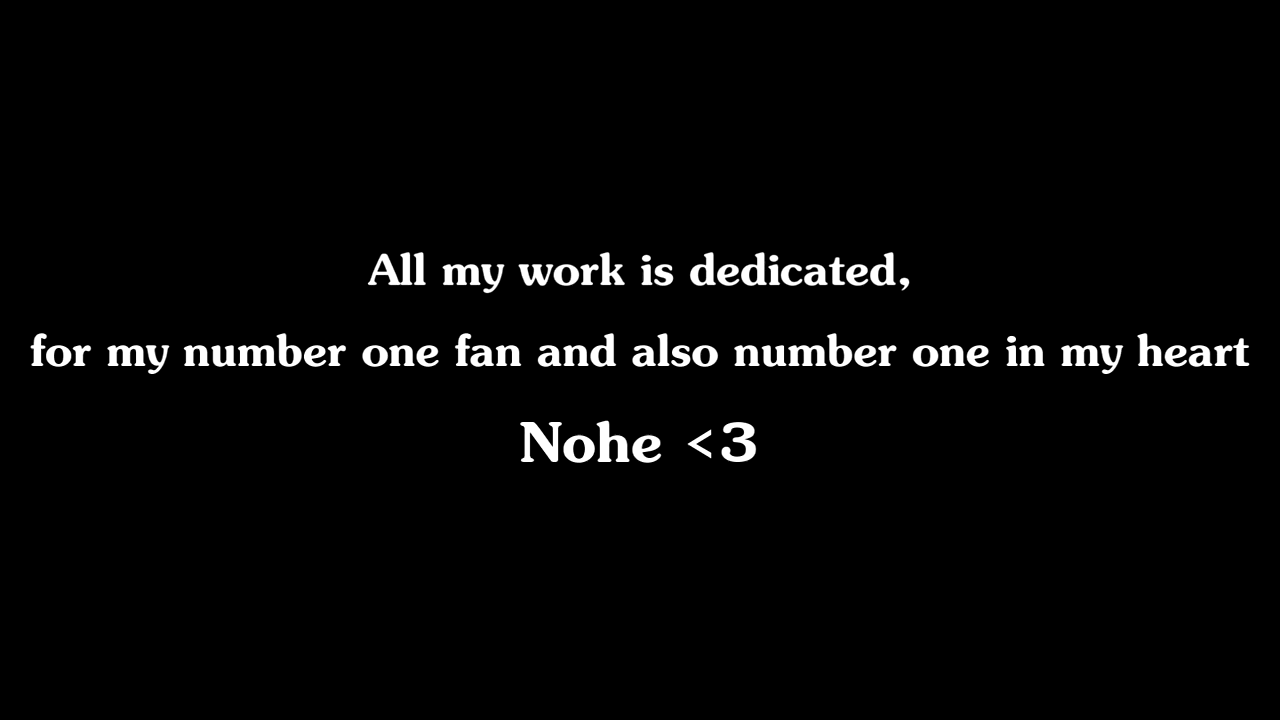 All my work is dedicated,
for my number one fan and also number one in my heart
Nohe <3